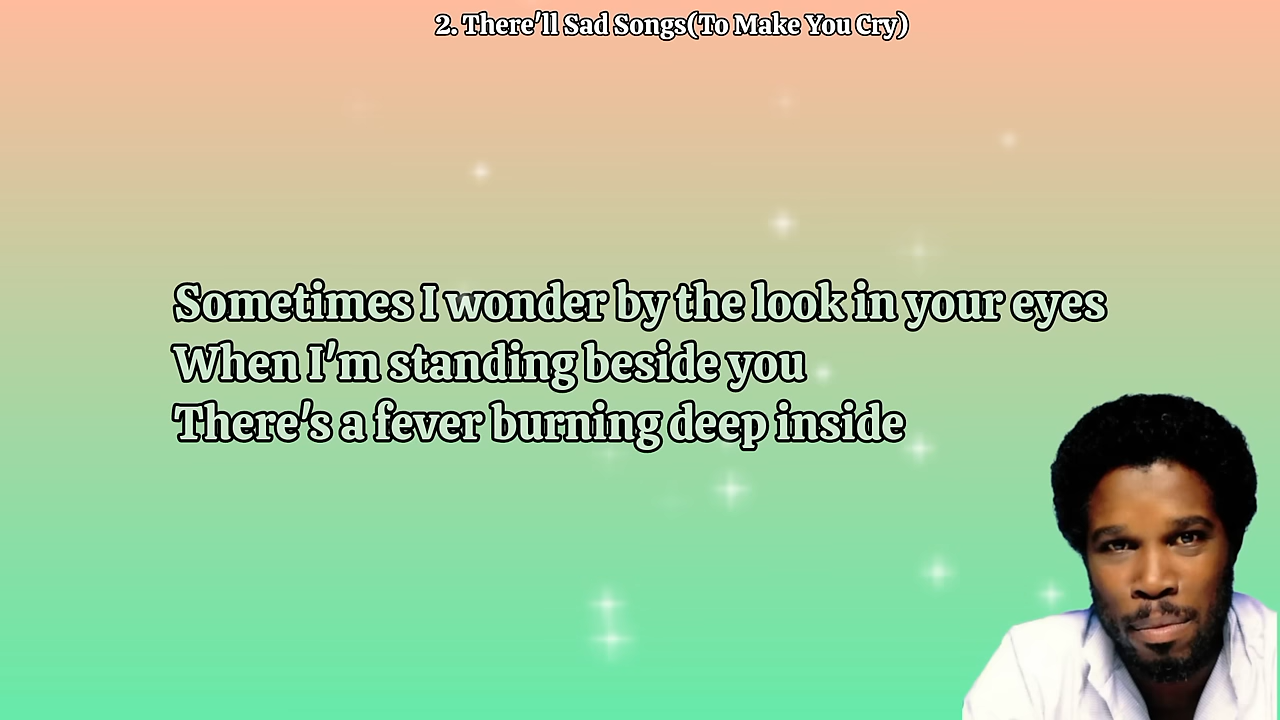 2. There'll Sad Songs(To Make You Cry)
Sometimes I wonder by the look in your eyes
When I'm standing beside you
There's a fever burning deep inside